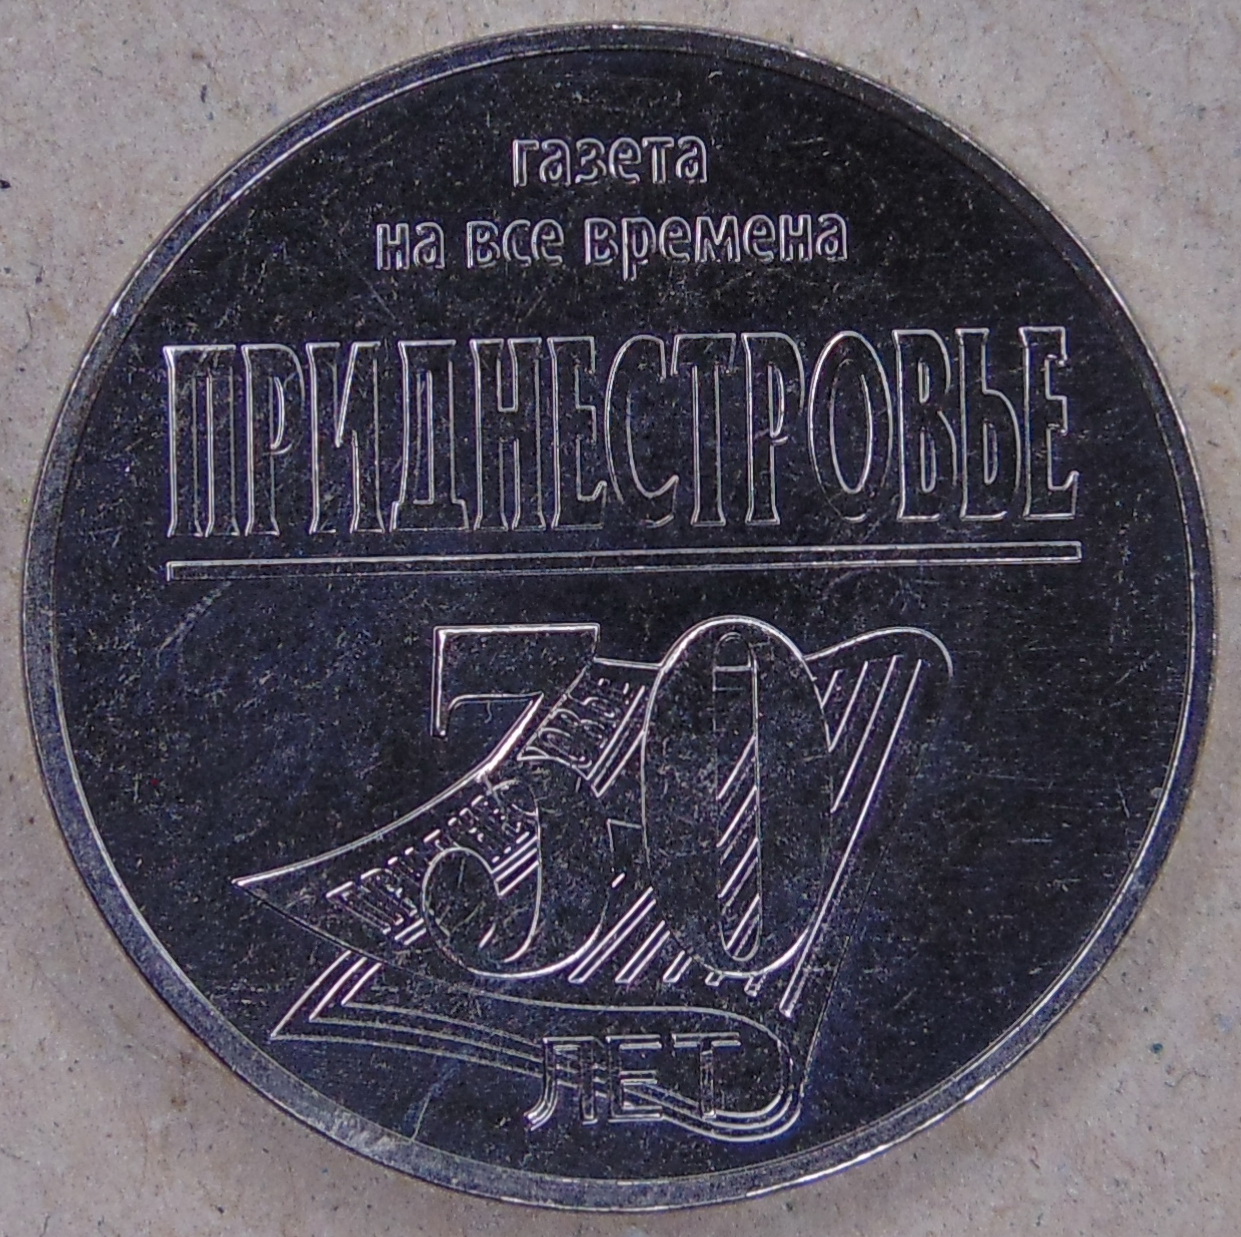 газета
на все времена
ПРИДНЕСТРОВЬЕ
30
ЛЕТ